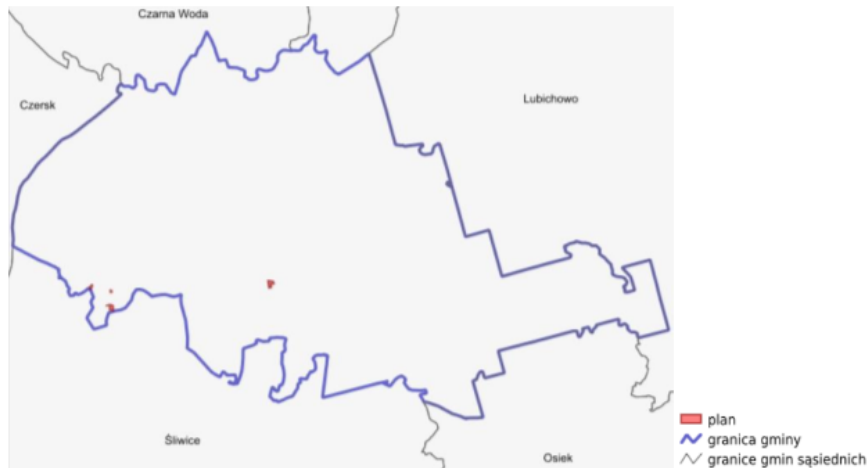 Czarna Woda
Czersk
Lubichowo
Śliwice
Osiek
plan
granica gminy
granice gmin sąsiednich